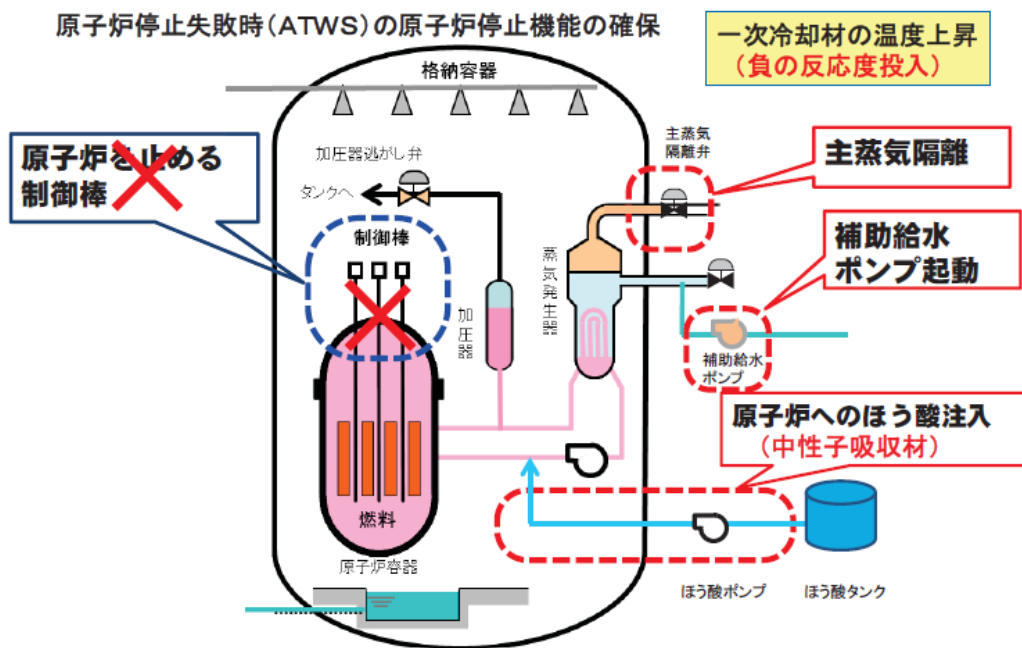 原子炉停止失敗時(ATWS)の原子炉停止機能の確保
一次冷却材の温度上昇
(負の反応度投入)
格納容器
原子炉を止める
制御棒
加圧器逃がし弁
タンクへ
制御棒
主蒸気
隔離弁
主蒸気隔離
蒸気発生器
加圧器
補助給水
ポンプ起動
補助給水
ポンプ
原子炉へのほう酸注入
(中性子吸収材)
燃料
原子炉容器
ほう酸ポンプ
ほう酸タンク